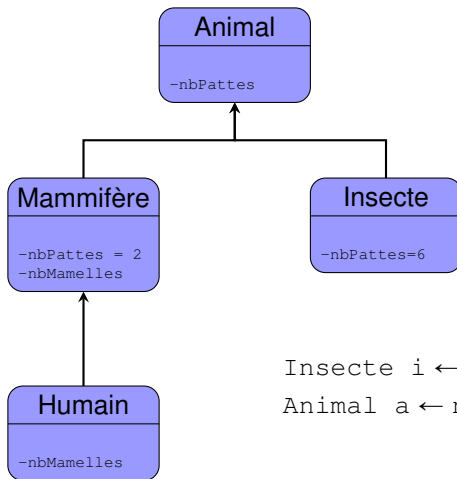 Animal
-nbPattes
Mammifère
-nbPattes = 2
-nbMamelles
Insecte
-nbPattes=6
Humain
-nbMamelles
Insecte i ←
Animal a ←